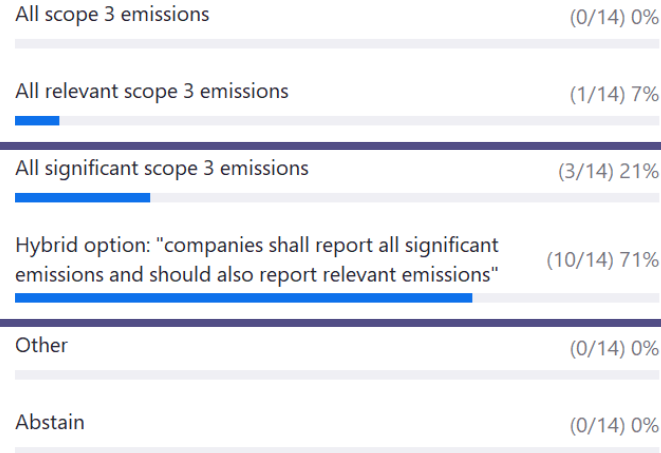 All scope 3 emissions (0/14) 0%
All relevant scope 3 emissions (1/14) 7%
All significant scope 3 emissions (3/14) 21%
Hybrid option: "companies shall report all significant
emissions and should also report relevant emissions" (10/14) 71%
Other (0/14) 0%
Abstain (0/14) 0%